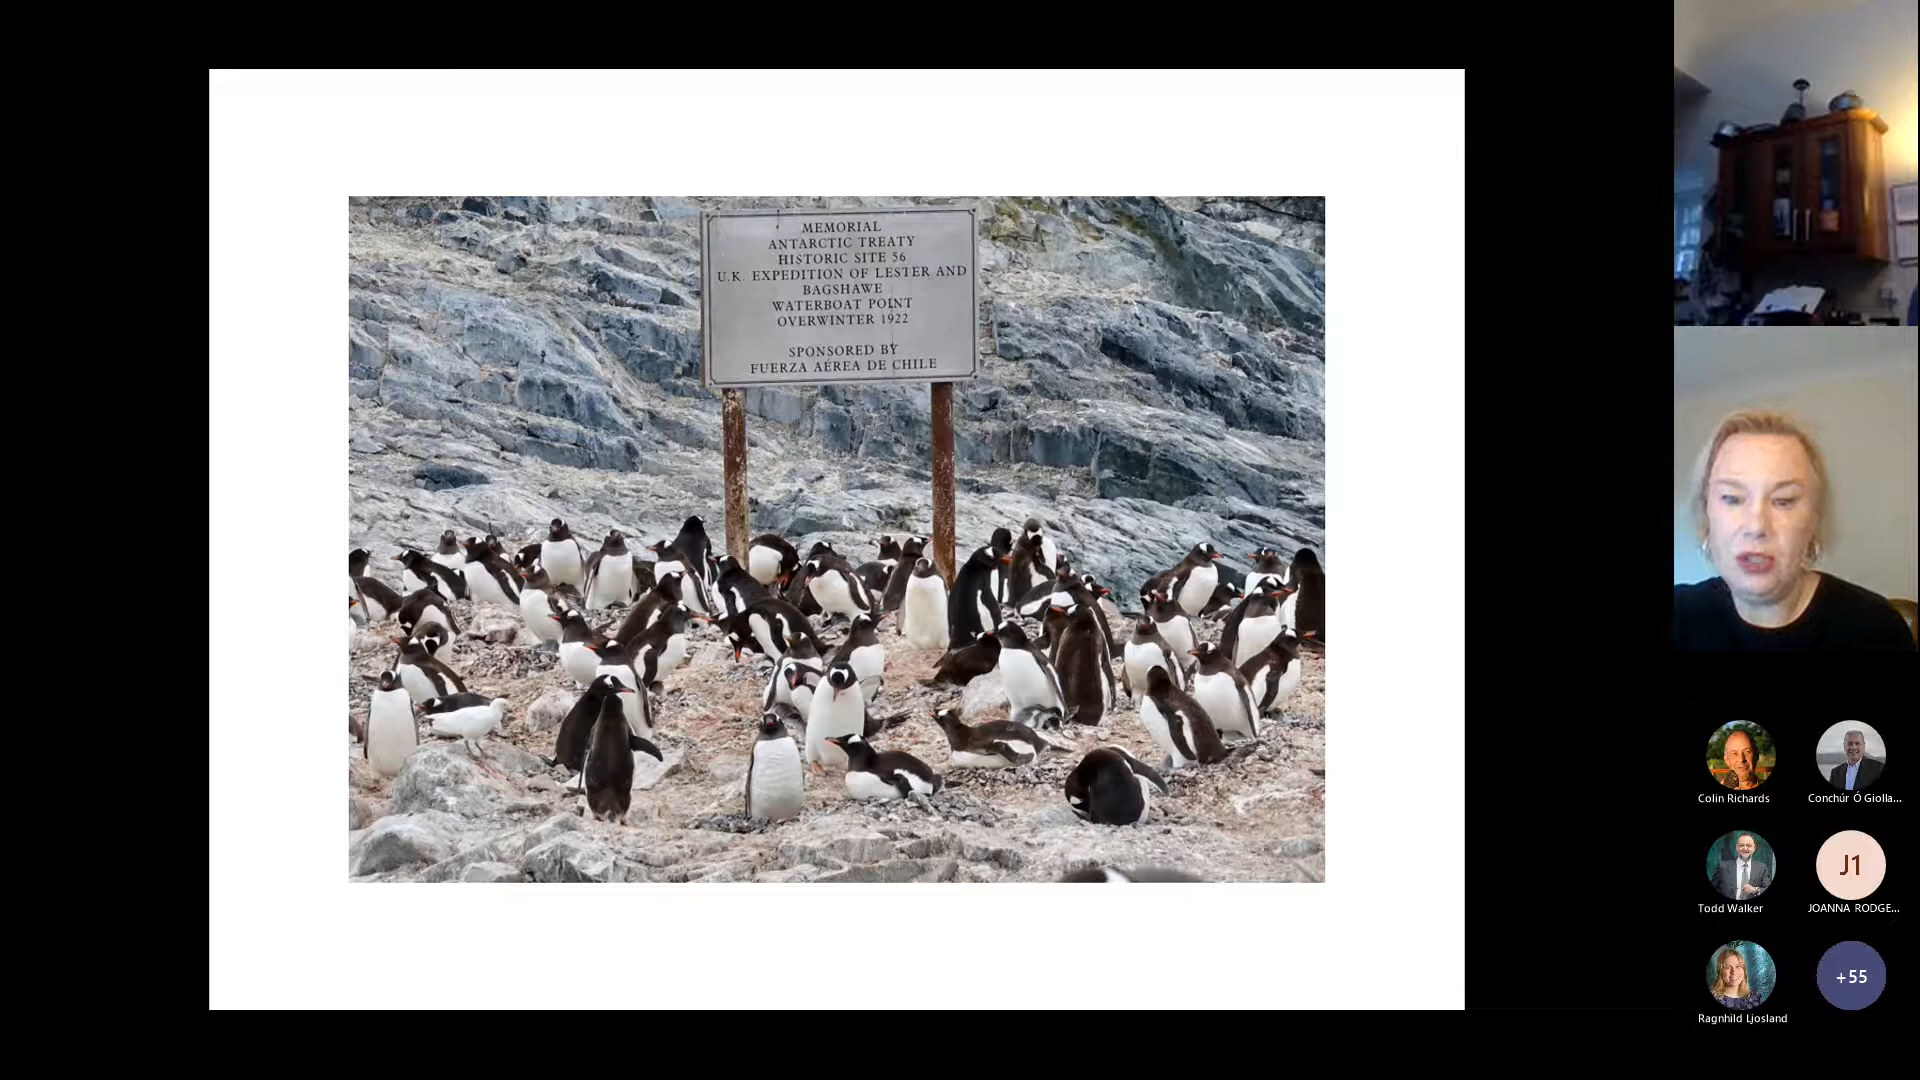 MEMORIAL
ANTARCTIC TREATY
HISTORIC SITE 56
U.K. EXPEDITION OF LESTER AND
BAGSHAWE
WATERBOAT POINT
OVERWINTER 1922
SPONSORED BY
FUERZA AÉREA DE CHILE
Colin Richards
Conchúr Ó Giolla...
Todd Walker
J1
JOANNA RODGE...
Ragnhild Ljosland
+55